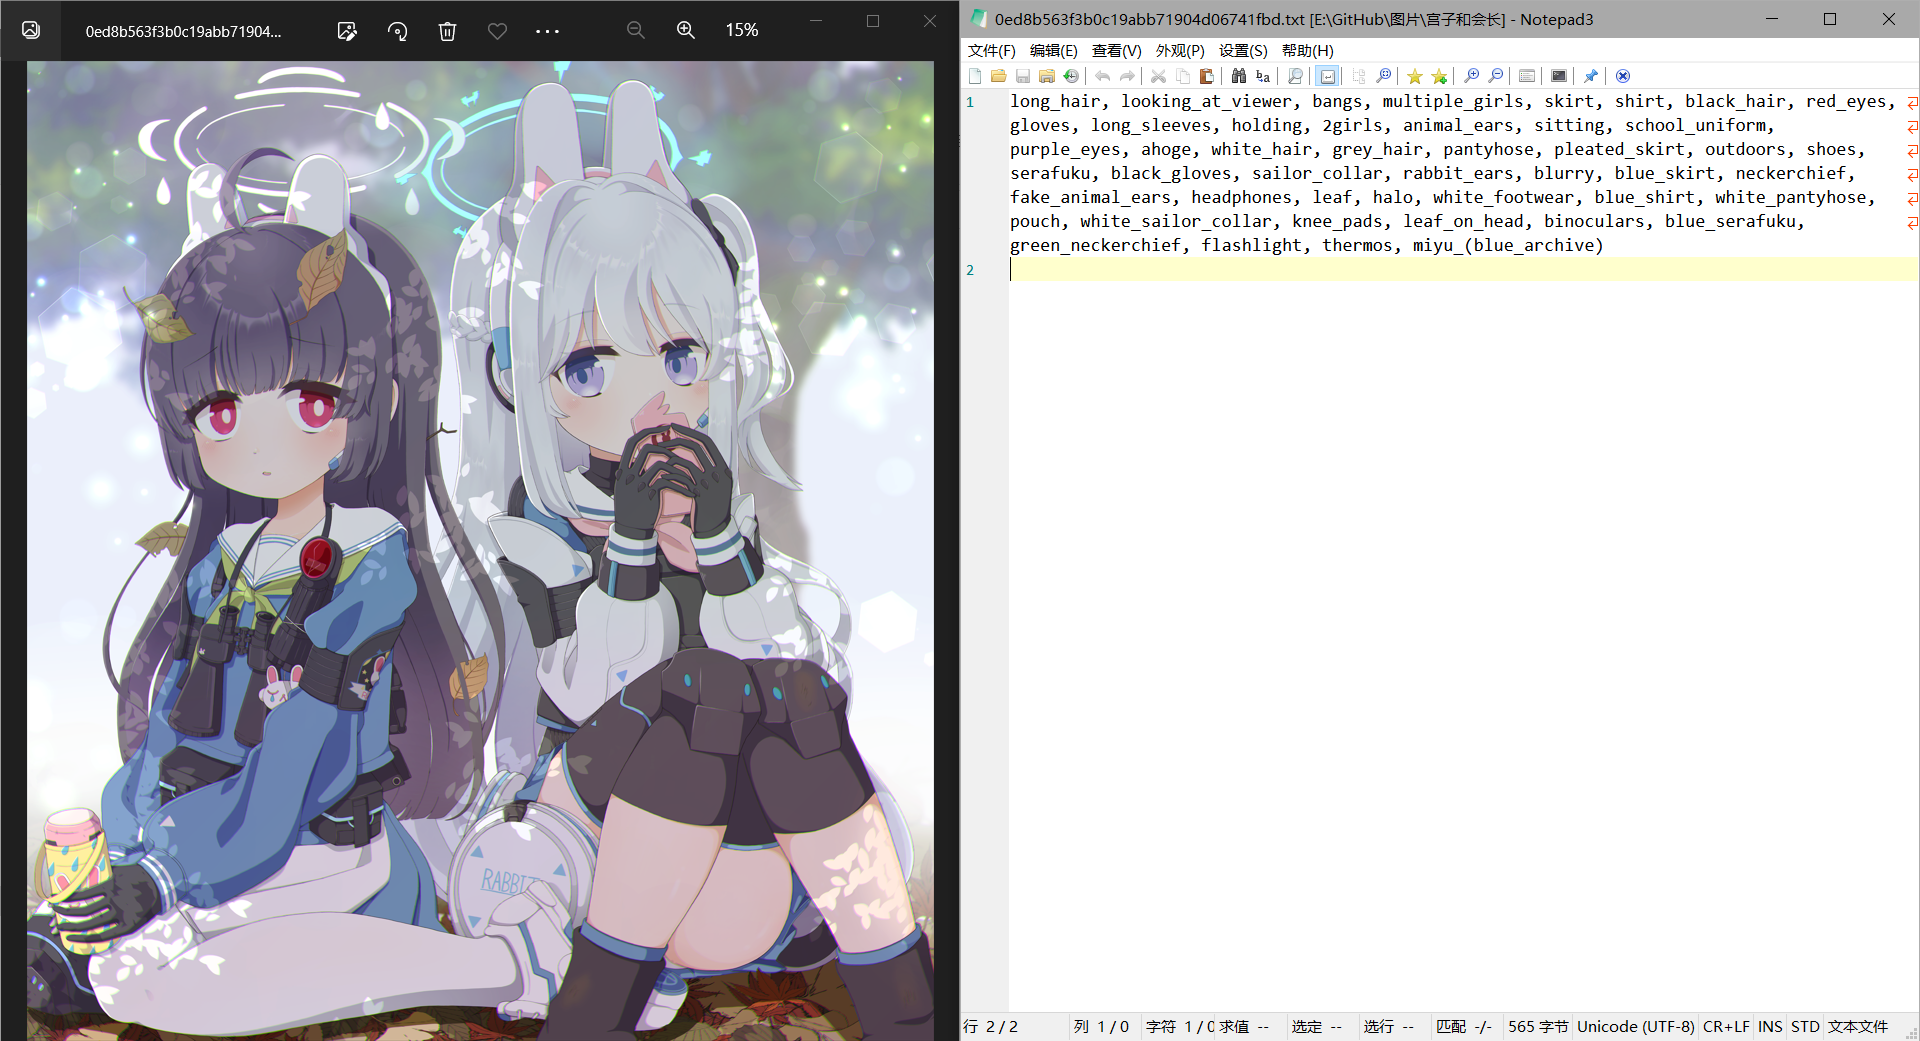 0ed8b563f3b0c19abb71904...
15%
RABBIT
0ed8b563f3b0c19abb71904d06741fbd.txt [E:\GitHub\图片\宫子和会长] - Notepad3
文件(F) 编辑(E) 查看(V) 外观(P) 设置(S) 帮助(H)
1 long_hair, looking_at_viewer, bangs, multiple_girls, skirt, shirt, black_hair, red_eyes,
gloves, long_sleeves, holding, 2girls, animal_ears, sitting, school_uniform,
purple_eyes, ahoge, white_hair, grey_hair, pantyhose, pleated_skirt, outdoors, shoes,
serafuku, black_gloves, sailor_collar, rabbit_ears, blurry, blue_skirt, neckerchief,
fake_animal_ears, headphones, leaf, halo, white_footwear, blue_shirt, white_pantyhose,
pouch, white_sailor_collar, knee_pads, leaf_on_head, binoculars, blue_serafuku,
green_neckerchief, flashlight, thermos, miyu_(blue_archive)
2
行 2 / 2 列 1 / 0 字符 1 / 0 求值 -- 选定 -- 选行 -- 匹配 -/- 565 字节 Unicode (UTF-8) CR+LF INS STD 文本文件